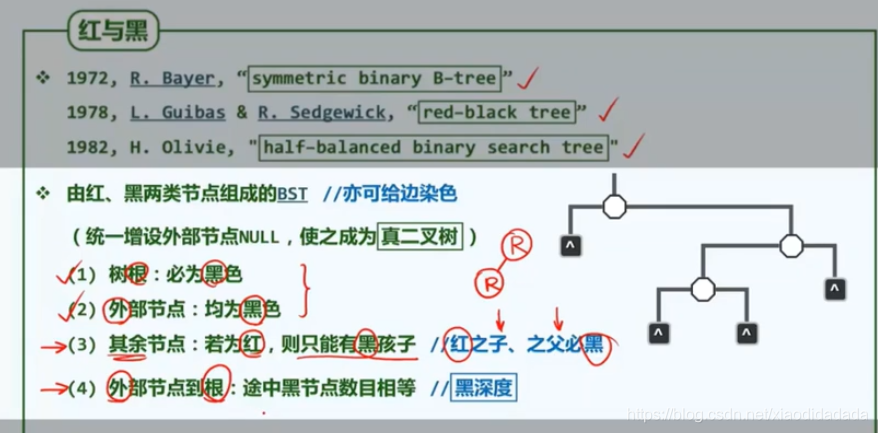 红与黑
❖ 1972, R. Bayer, “symmetric binary B-tree”
1978, L. Guibas & R. Sedgewick, “red-black tree”
1982, H. Olivie, "half-balanced binary search tree"
❖ 由红、黑两类节点组成的BST //亦可给边染色
（统一增设外部节点NULL，使之成为真二叉树）
(1) 树根：必为黑色
(2) 外部节点：均为黑色
(3) 其余节点：若为红，则只能有黑孩子 //红之子、之父必黑
(4) 外部节点到根：途中黑节点数目相等 //黑深度
R
R
^
^
^
^
https://blog.csdn.net/xiaodidadada